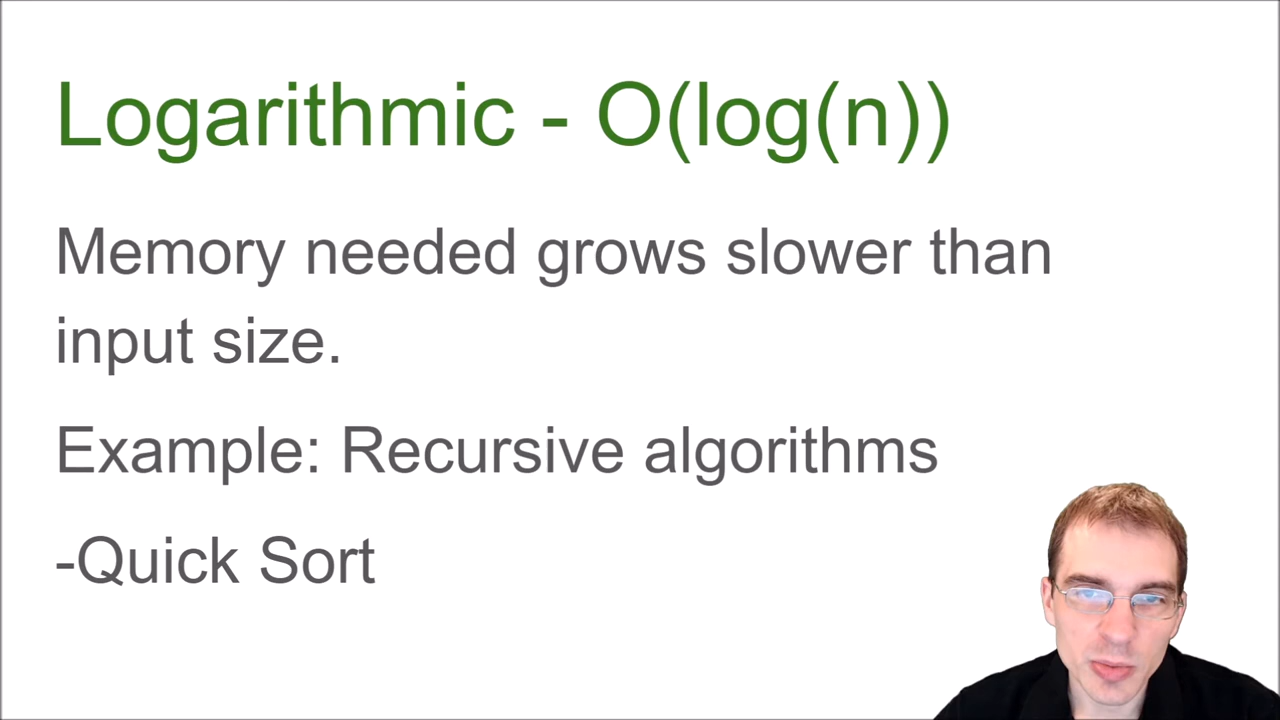 Logarithmic - O(log(n))
Memory needed grows slower than
input size.
Example: Recursive algorithms
-Quick Sort